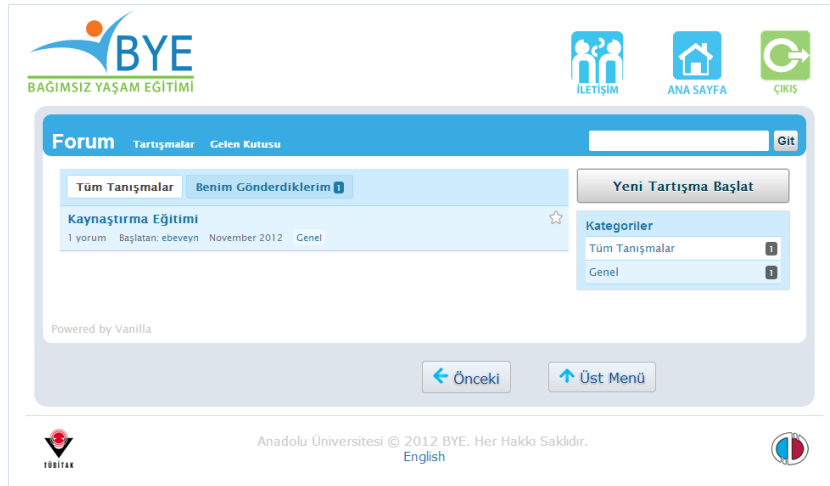 BYE
BAĞIMSIZ YAŞAM EĞİTİMİ
İLETİŞİM
ANA SAYFA
ÇIKIŞ
Forum Tartışmalar Gelen Kutusu
Git
Tüm Tanışmalar Benim Gönderdiklerim 1
Kaynaştırma Eğitimi
1 yorum Başlatan: ebeveyn November 2012 Genel
Yeni Tartışma Başlat
Kategoriler
Tüm Tanışmalar 1
Genel 1
Powered by Vanilla
Önceki
Üst Menü
TÜBİTAK
Anadolu Üniversitesi © 2012 BYE. Her Hakkı Saklıdır.
English